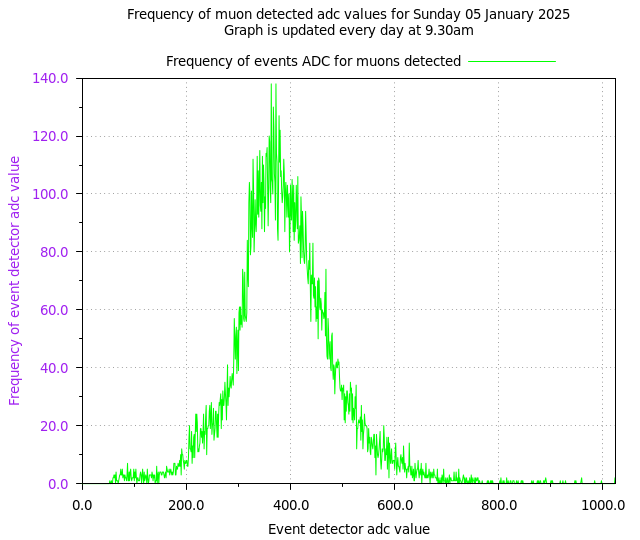 Frequency of muon detected adc values for Sunday 05 January 2025
Graph is updated every day at 9.30am
Frequency of events ADC for muons detected
Frequency of event detector adc value
140.0
120.0
100.0
80.0
60.0
40.0
20.0
0.0
0.0 200.0 400.0 600.0 800.0 1000.0
Event detector adc value